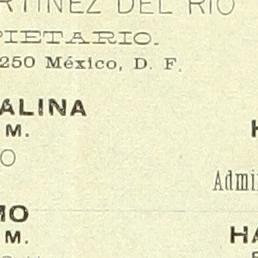 RTINEZ DEL RIO
PIETARIO.
250 México, D. F.
ALINA
M.
O
Admi
MO
M.
HA